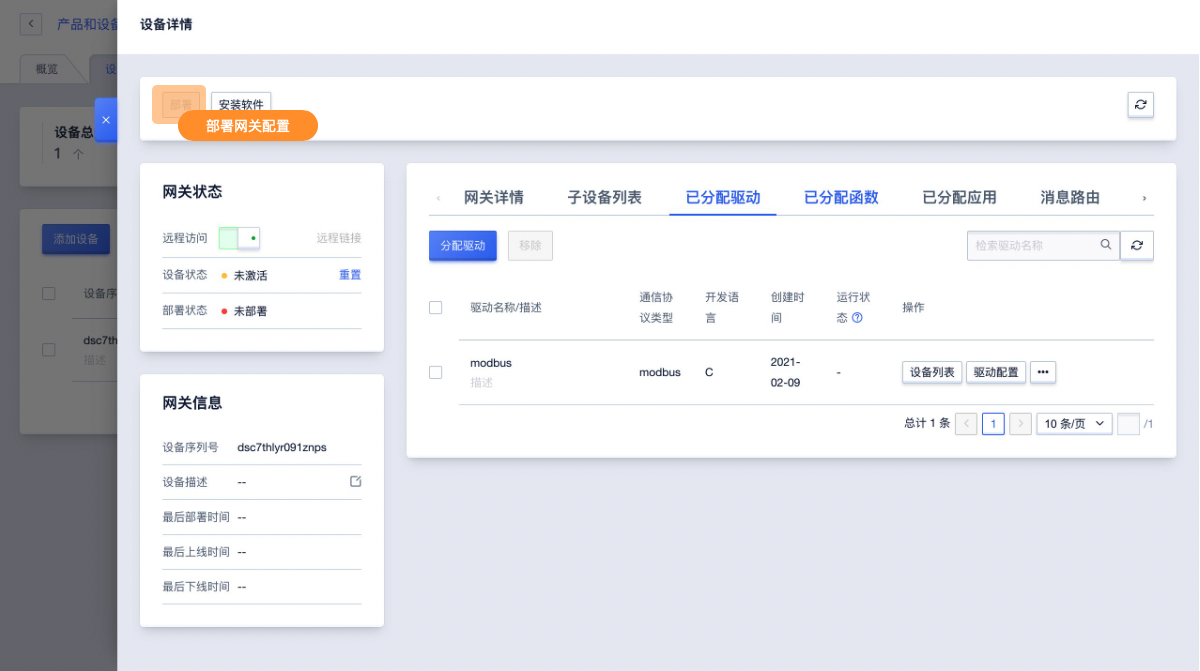 产品和设备
概览
设
设备总
1 个
添加设备
设备序
dsc7th
描述
设备详情
部署
安装软件
部署网关配置
网关状态
远程访问
远程链接
设备状态
未激活
重置
部署状态
未部署
网关信息
设备序列号
dsc7thlyr091znps
设备描述
--
最后部署时间
--
最后上线时间
--
最后下线时间
--
网关详情
子设备列表
已分配驱动
已分配函数
已分配应用
消息路由
分配驱动
移除
检索驱动名称
驱动名称/描述
通信协
议类型
开发语
言
创建时
间
运行状
态
操作
modbus
描述
modbus
C
2021-
02-09
-
设备列表
驱动配置
•••
总计 1 条
1
10 条/页
/1